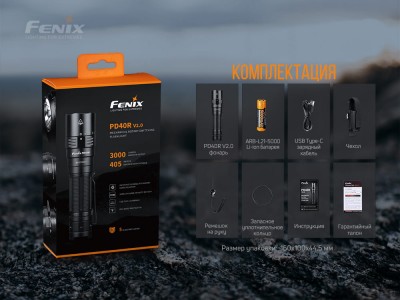 FENIX
КОМПЛЕКТАЦИЯ
FENIX
PD40R V2.0
3000
405
PD40R V2.0
фонарь
ARB-L21-5000
Li-ion батарея
USB Type-C
зарядный
кабель
Чехол
Ремешок
на руку
Запасное
уплотнительное
кольцо
Инструкция
Гарантийный
талон
Размер упаковки: 160х100х44,5 мм